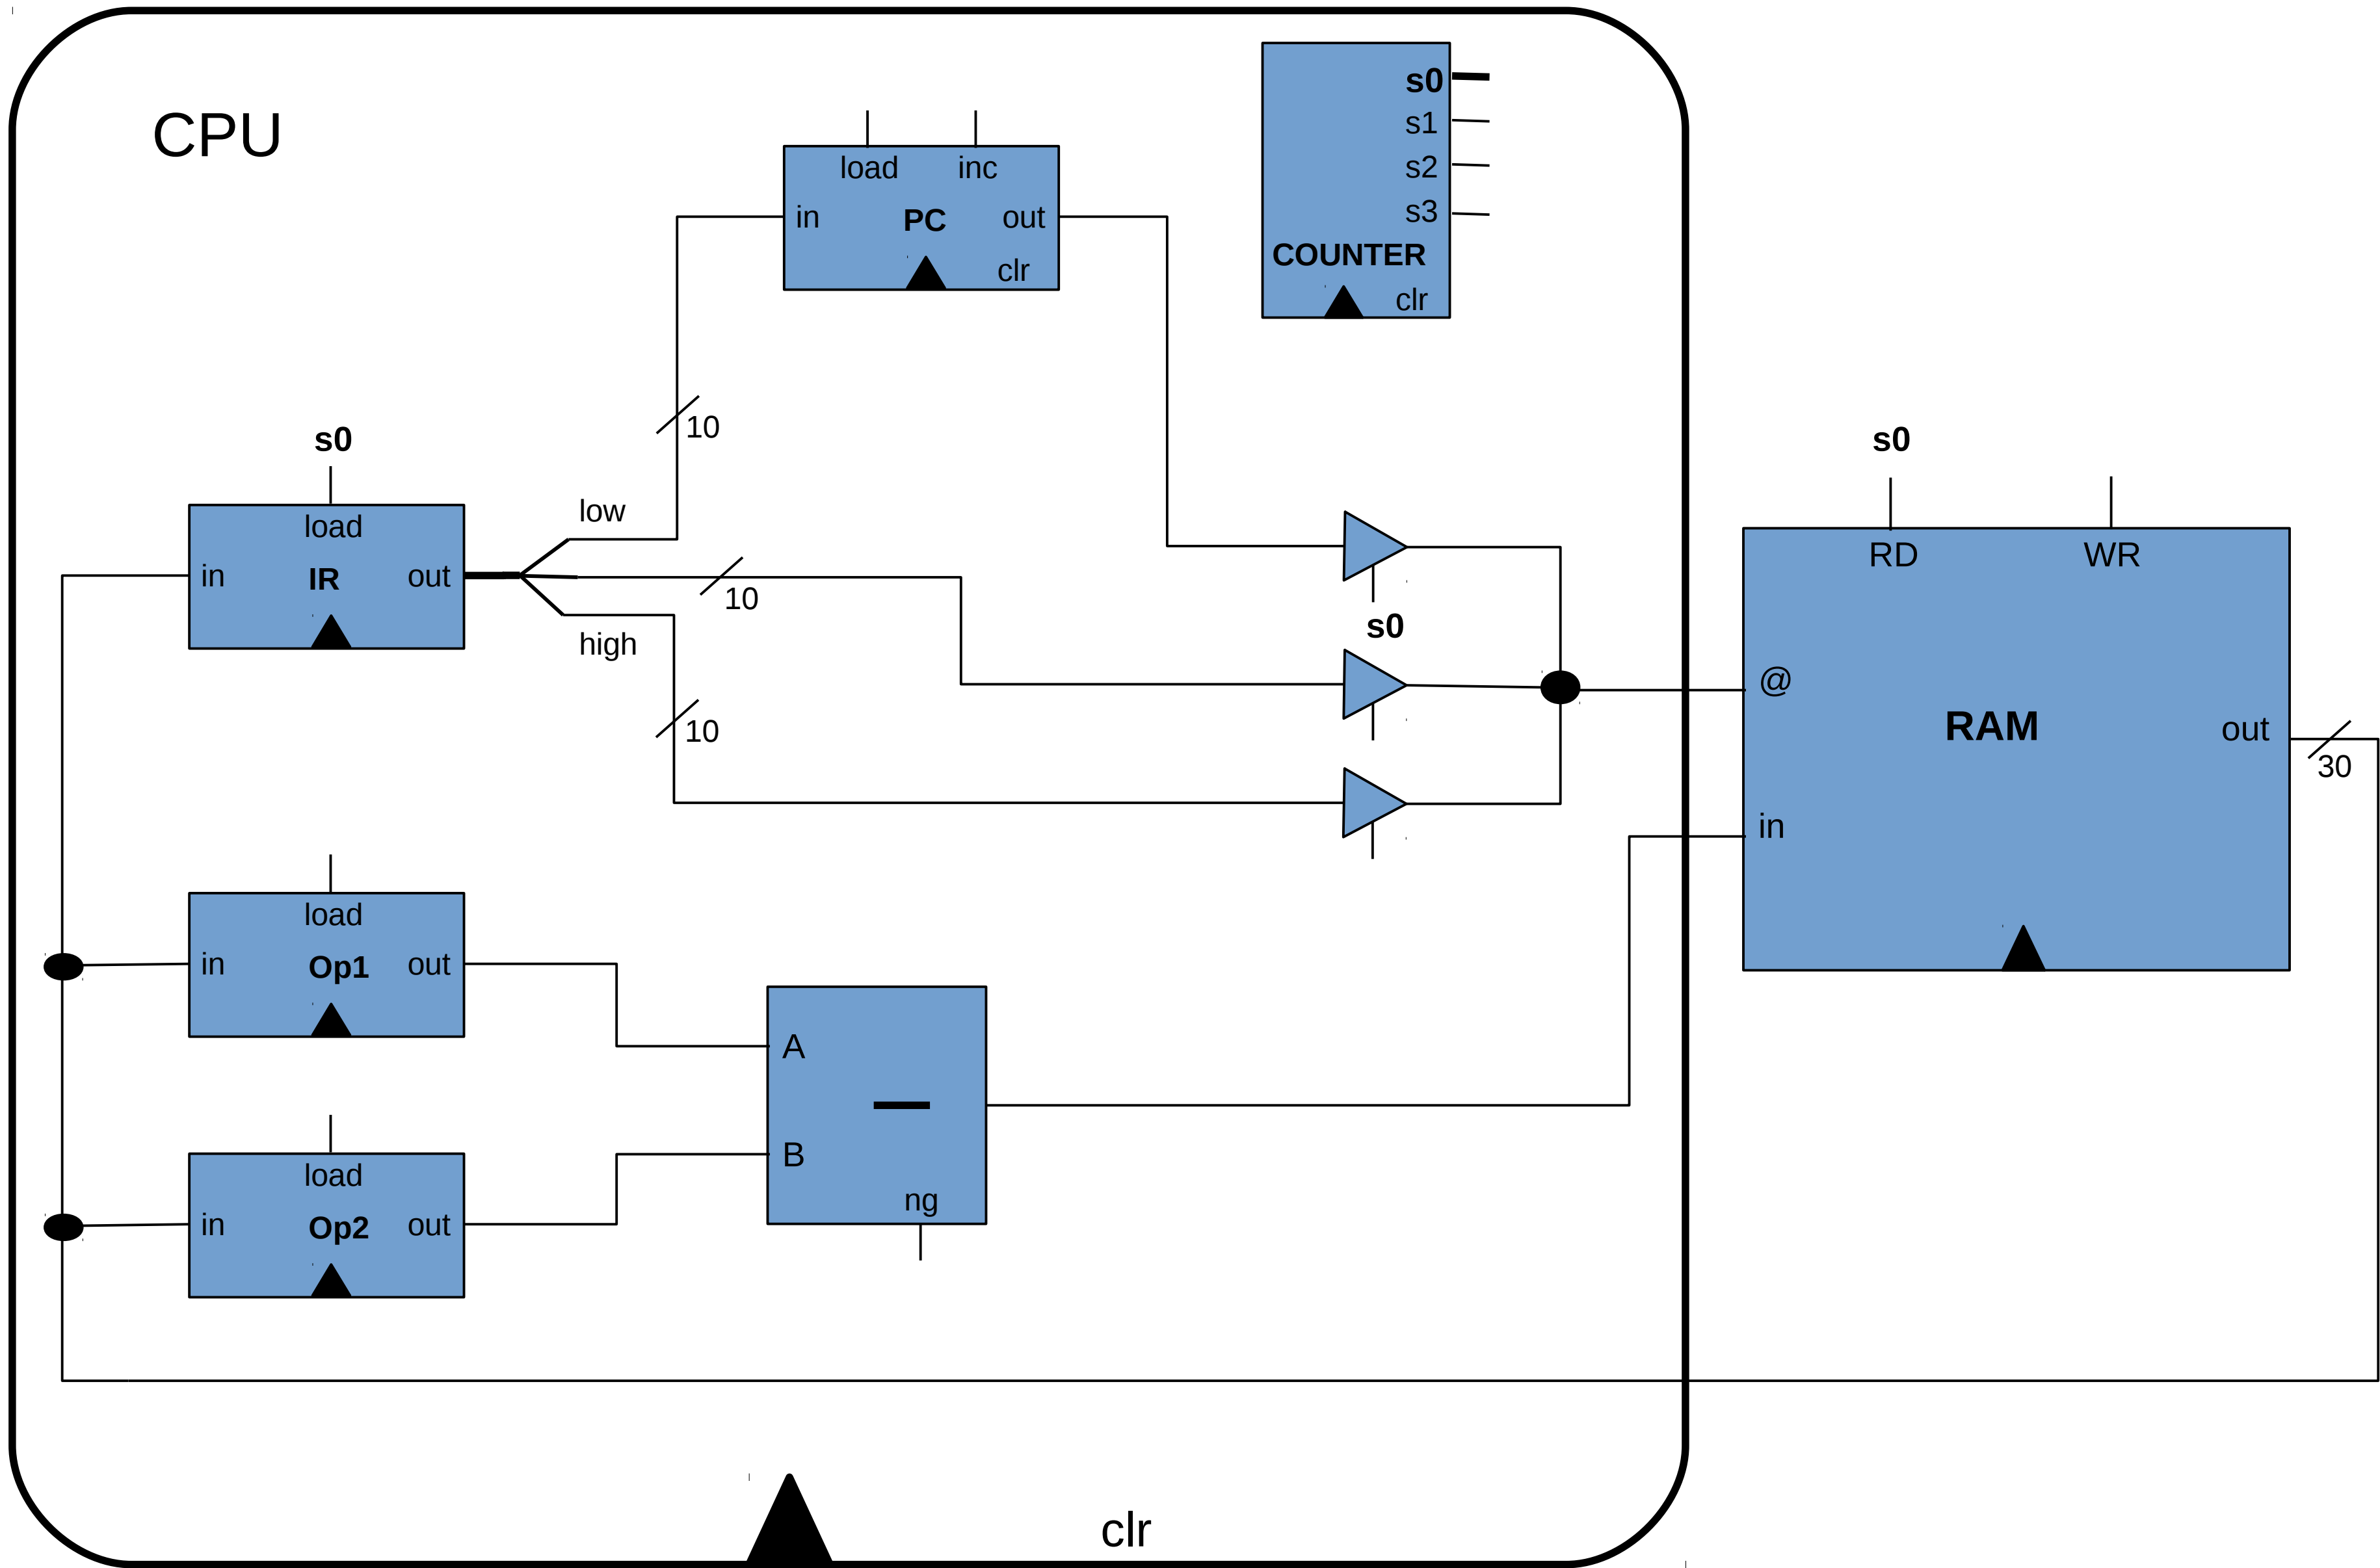 CPU
s0
s1
s2
s3
COUNTER
clr
load inc
in PC out
clr
10
s0
load
in IR out
low
10
high
10
s0
s0
RD WR
@
RAM
out
30
in
load
in Op1 out
A
—
B
ng
load
in Op2 out
clr